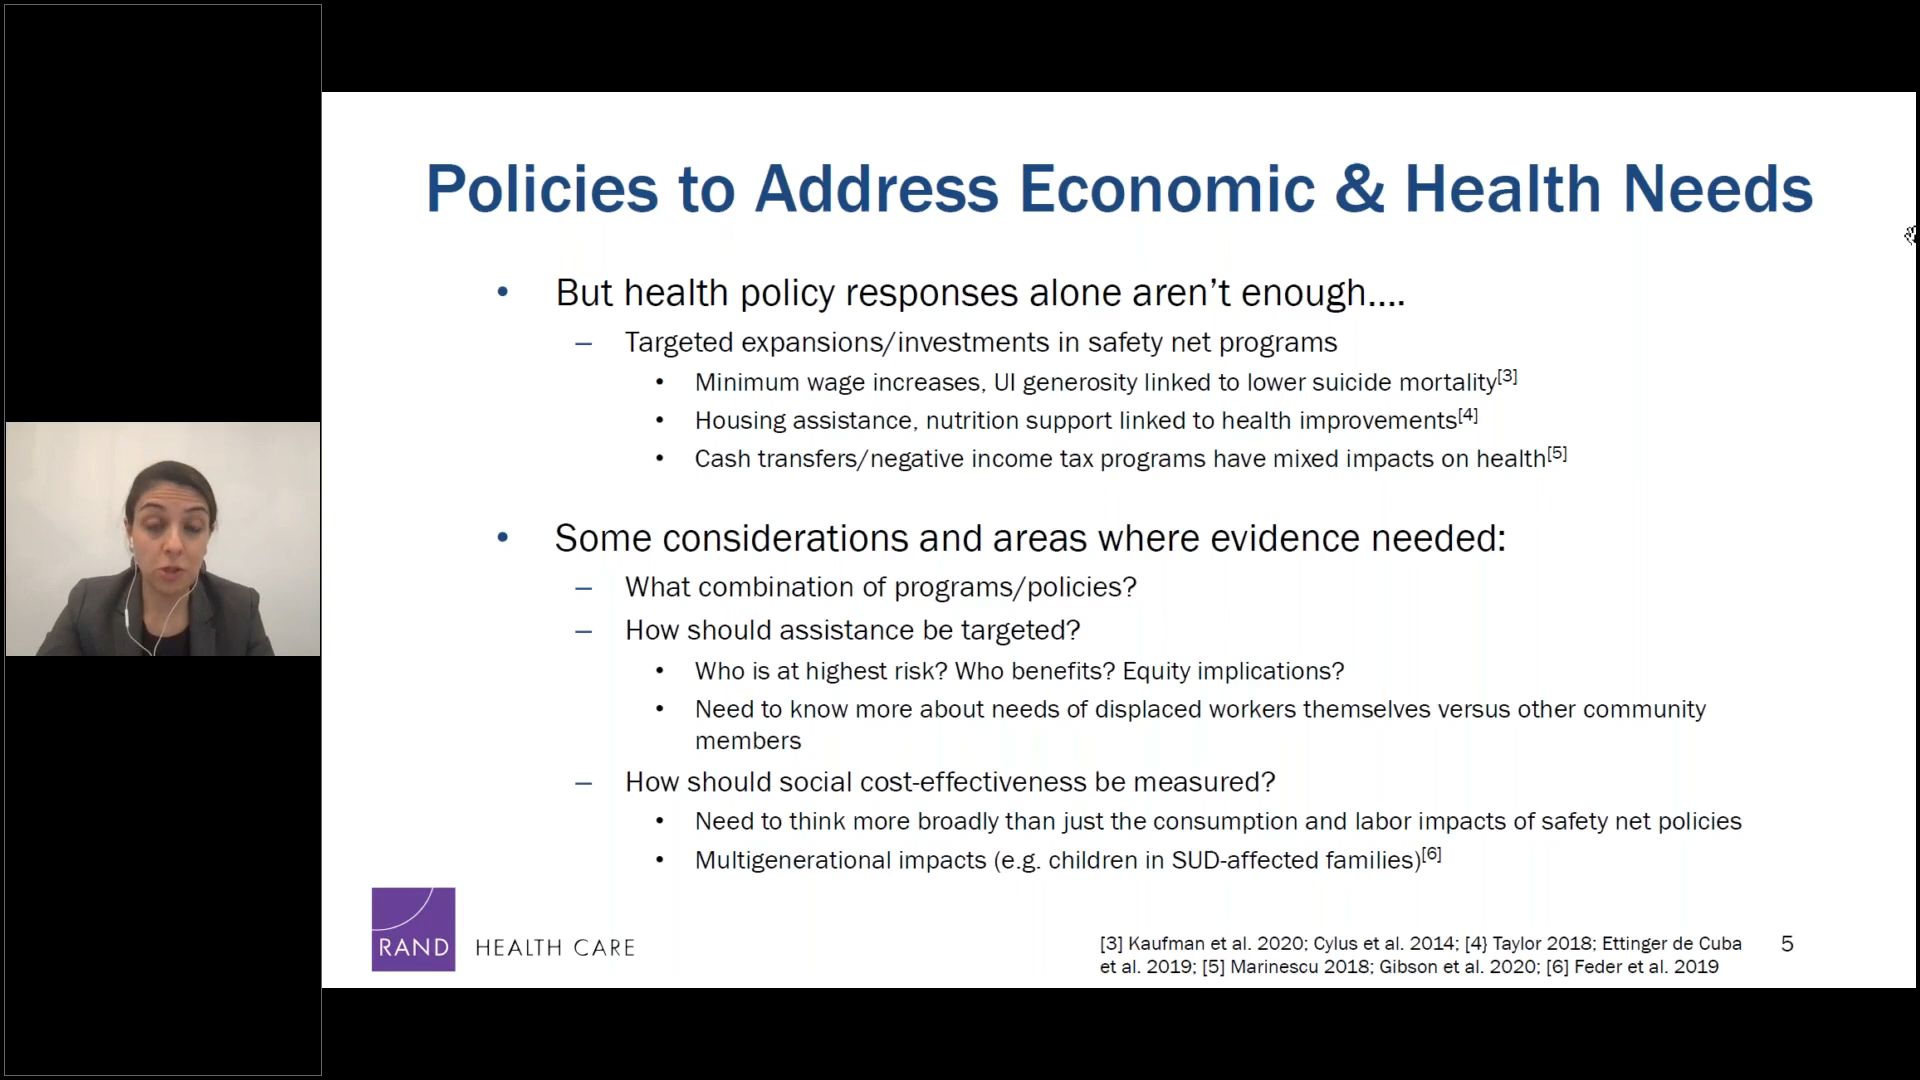 Policies to Address Economic & Health Needs
• But health policy responses alone aren’t enough....
– Targeted expansions/investments in safety net programs
• Minimum wage increases, UI generosity linked to lower suicide mortality[3]
• Housing assistance, nutrition support linked to health improvements[4]
• Cash transfers/negative income tax programs have mixed impacts on health[5]
• Some considerations and areas where evidence needed:
– What combination of programs/policies?
– How should assistance be targeted?
• Who is at highest risk? Who benefits? Equity implications?
• Need to know more about needs of displaced workers themselves versus other community
members
– How should social cost-effectiveness be measured?
• Need to think more broadly than just the consumption and labor impacts of safety net policies
• Multigenerational impacts (e.g. children in SUD-affected families)[6]
RAND HEALTH CARE
[3] Kaufman et al. 2020; Cylus et al. 2014; [4} Taylor 2018; Ettinger de Cuba
et al. 2019; [5] Marinescu 2018; Gibson et al. 2020; [6] Feder et al. 2019
5